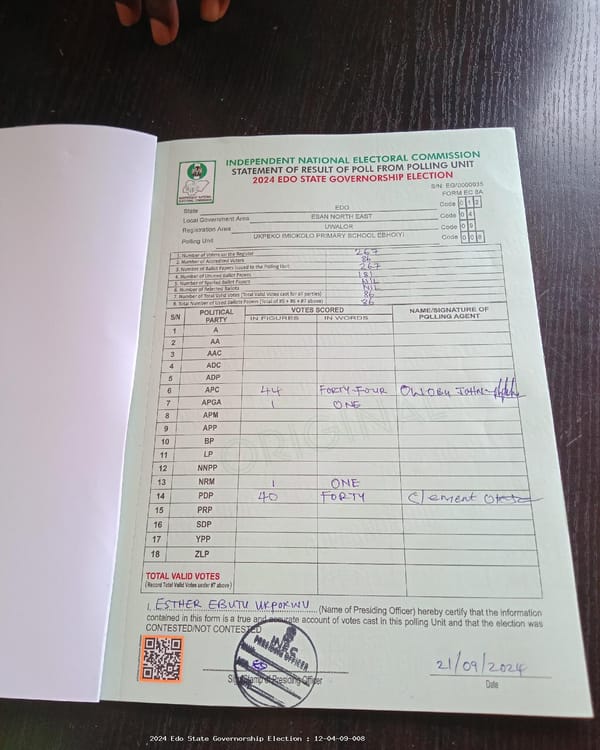 INDEPENDENT NATIONAL ELECTORAL COMMISSION
STATEMENT OF RESULT OF POLL FROM POLLING UNIT
2024 EDO STATE GOVERNORSHIP ELECTION
S/N: EG/0000935
FORM EC 8A
State EDO Code 0 1 2
Local Government Area ESAN NORTH EAST Code 0 4
Registration Area UWALOR Code 0 9
Polling Unit UKPEKO IMIOKOLO PRIMARY SCHOOL EBHOIYI Code 0 0 8
1. Number of Voters on the Register 267
2. Number of Accredited Voters 86
3. Number of Ballot Papers Issued to the Polling Unit 267
4. Number of Unused Ballot Papers 181
5. Number of Spoiled Ballot Papers NIL
6. Number of Rejected Ballots NIL
7. Number of Total Valid Votes (Total Valid Votes cast for all parties) 86
8. Total Number of Used Ballots Papers (Total of #5 + #6 + #7 above) 86
S/N POLITICAL PARTY VOTES SCORED NAME/SIGNATURE OF POLLING AGENT
IN FIGURES IN WORDS
1 A
2 AA
3 AAC
4 ADC
5 ADP
6 APC 44 FORTY-FOUR JOHN
7 APGA 1 ONE
8 APM
9 APP
10 BP
11 LP
12 NNPP
13 NRM 1 ONE
14 PDP 40 FORTY Clement
15 PRP
16 SDP
17 YPP
18 ZLP
ORIGINAL
TOTAL VALID VOTES
(Record Total Valid Votes under #7 above)
I, ESTHER EBUTU UKPOKWU (Name of Presiding Officer) hereby certify that the information
contained in this form is a true and accurate account of votes cast in this polling Unit and that the election was
CONTESTED/NOT CONTESTED
I.N.E.C
PRESIDING OFFICER
Sign/Stamp of Presiding Officer
21/09/2024
Date
2024 Edo State Governorship Election : 12-04-09-008